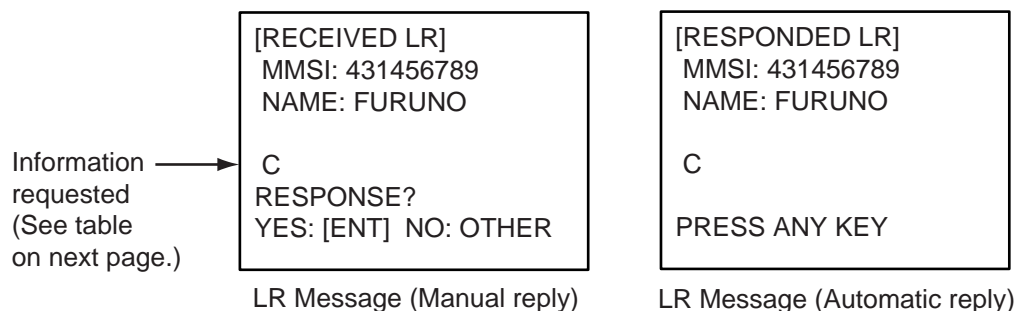 Information
requested
(See table
on next page.)
[RECEIVED LR]
MMSI: 431456789
NAME: FURUNO
C
RESPONSE?
YES: [ENT] NO: OTHER
LR Message (Manual reply)
[RESPONDED LR]
MMSI: 431456789
NAME: FURUNO
C
PRESS ANY KEY
LR Message (Automatic reply)